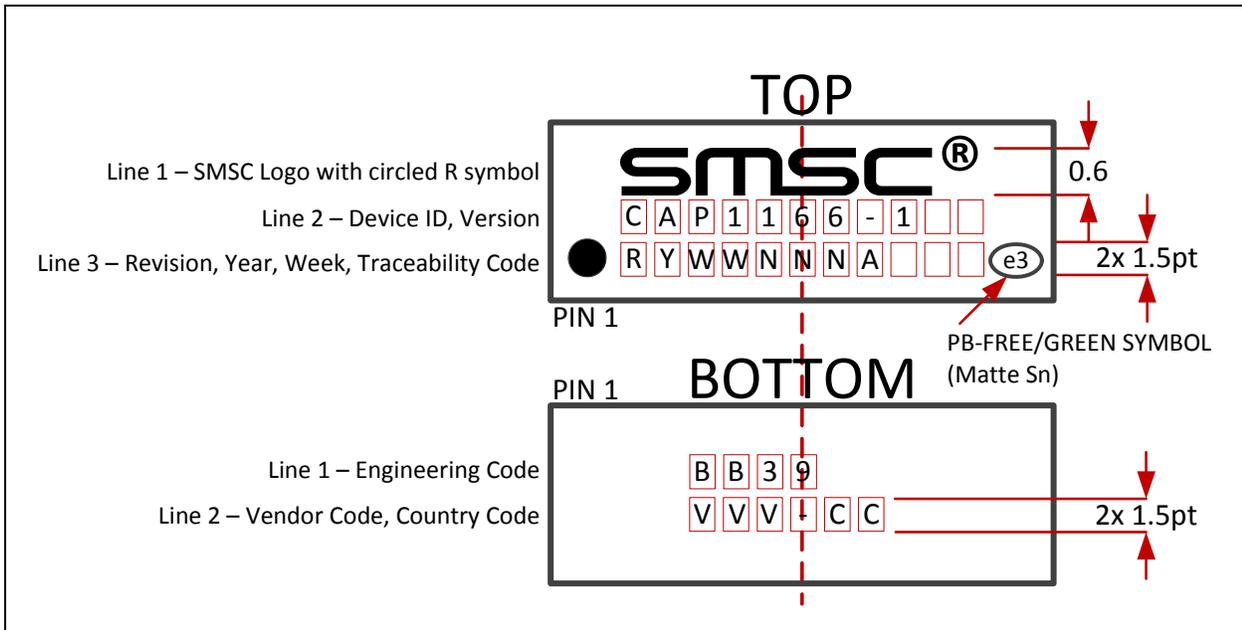 TOP
SMSC®
Line 1 – SMSC Logo with circled R symbol
0.6
Line 2 – Device ID, Version
CAP1166-1
Line 3 – Revision, Year, Week, Traceability Code
RYWWNNNA
e3
2x 1.5pt
PIN 1
PB-FREE/GREEN SYMBOL
(Matte Sn)
BOTTOM
PIN 1
Line 1 – Engineering Code
BB39
Line 2 – Vendor Code, Country Code
VVV-CC
2x 1.5pt